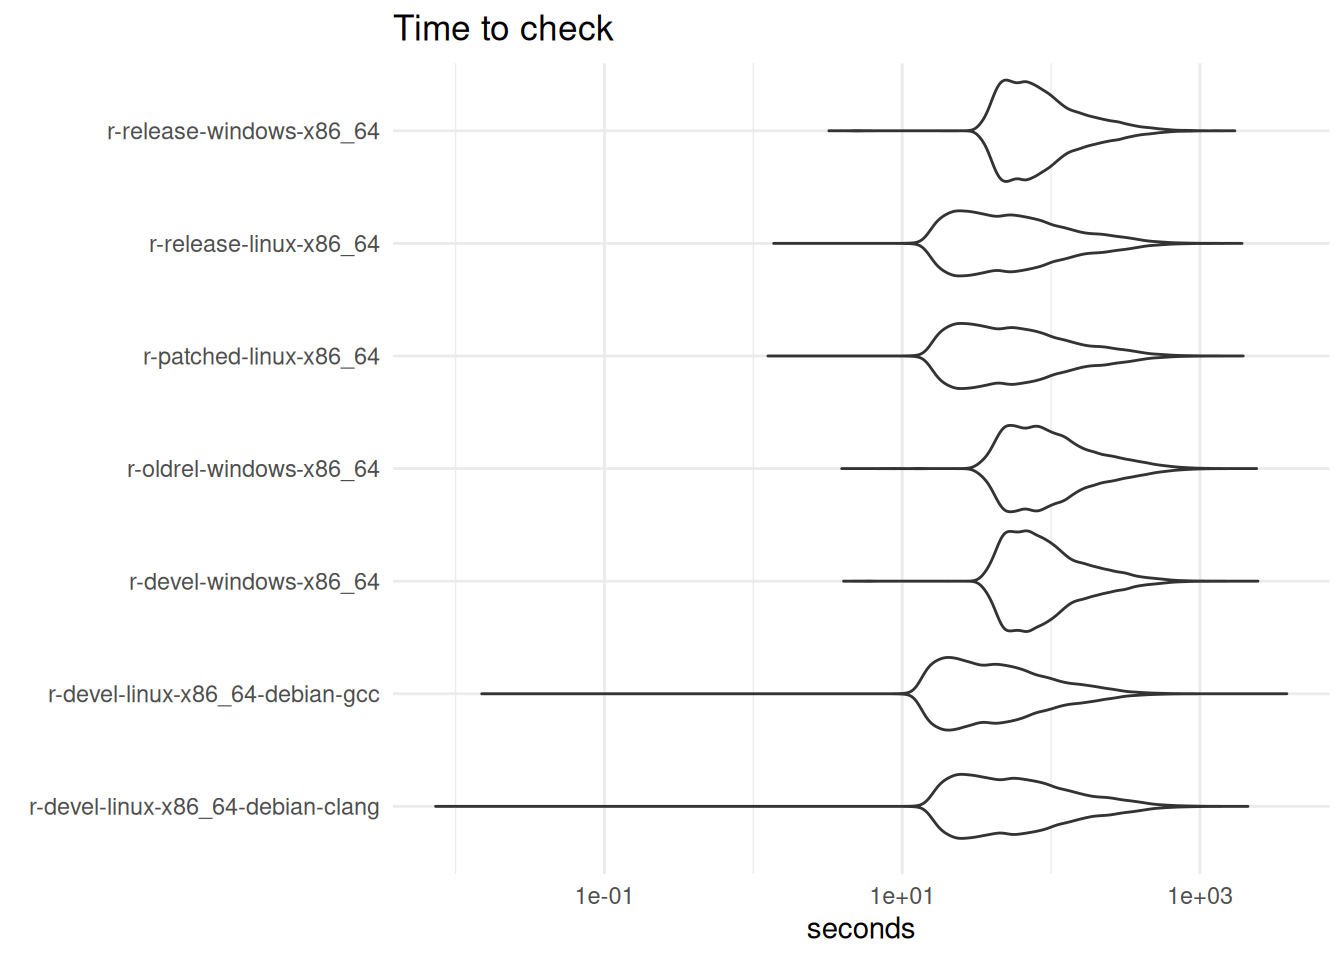 Time to check
r-release-windows-x86_64
r-release-linux-x86_64
r-patched-linux-x86_64
r-oldrel-windows-x86_64
r-devel-windows-x86_64
r-devel-linux-x86_64-debian-gcc
r-devel-linux-x86_64-debian-clang
1e-01 1e+01 1e+03
seconds